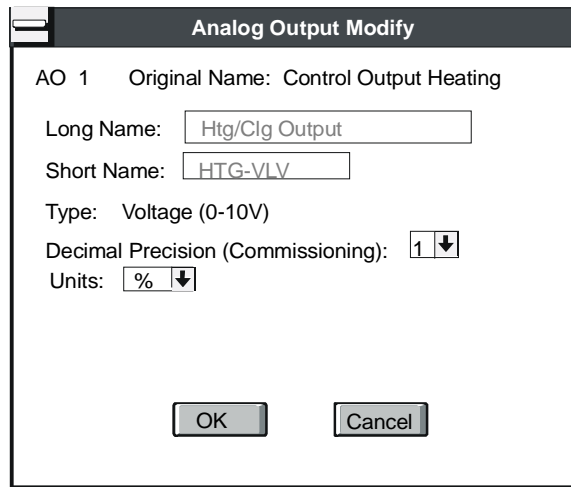 Analog Output Modify
AO 1 Original Name: Control Output Heating
Long Name: Htg/Clg Output
Short Name: HTG-VLV
Type: Voltage (0-10V)
Decimal Precision (Commissioning): 1
Units: %
OK Cancel